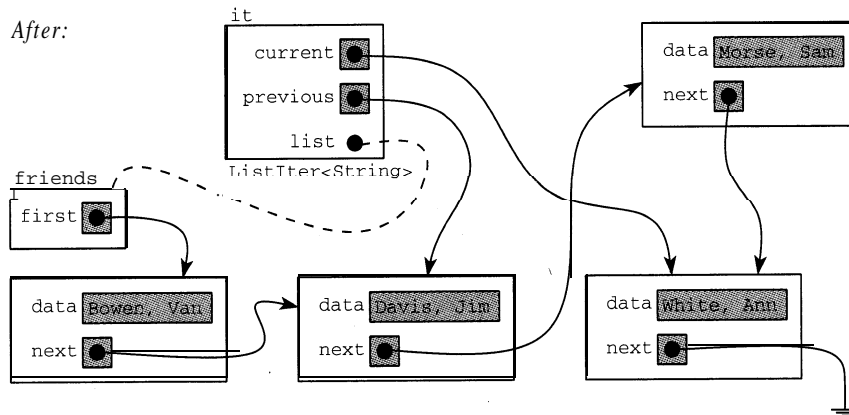 After:
it
current
previous
list
ListIter<String>
data Morse, Sam
next
friends
first
data Bowen, Van
next
data Davis, Jim
next
data White, Ann
next